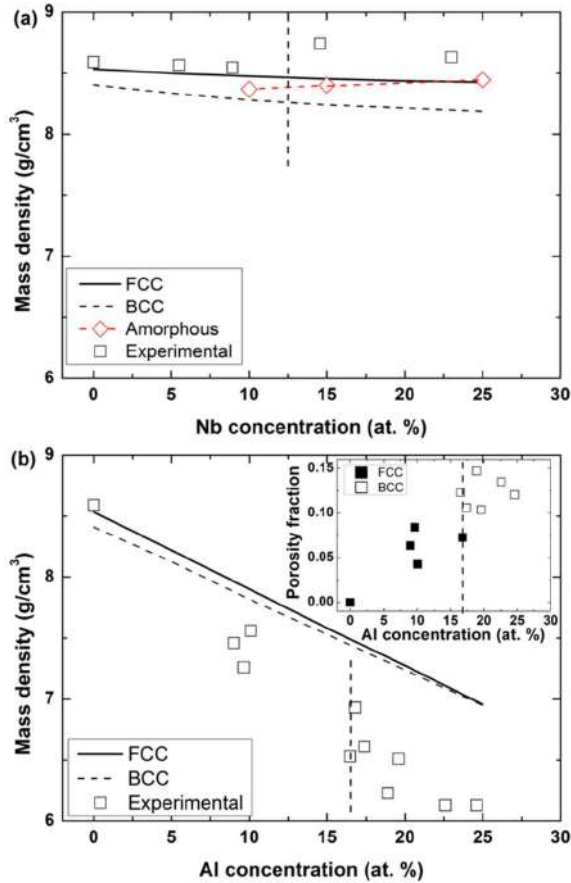 (a)
9
8
7
6
Mass density (g/cm³)
FCC
BCC
Amorphous
Experimental
0 5 10 15 20 25 30
Nb concentration (at. %)
(b)
9
8
7
6
Mass density (g/cm³)
FCC
BCC
Experimental
0.15
0.10
0.05
0.00
Porosity fraction
FCC
BCC
0 5 10 15 20 25 30
Al concentration (at. %)
0 5 10 15 20 25 30
Al concentration (at. %)